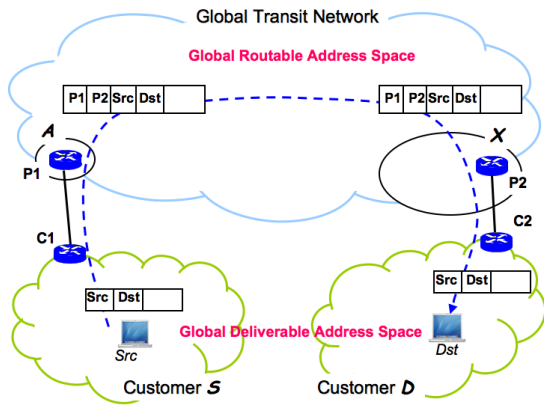 Global Transit Network
Global Routable Address Space
P1 P2 Src Dst
P1 P2 Src Dst
A
X
P1
P2
C1
C2
Src Dst
Src Dst
Global Deliverable Address Space
Src
Dst
Customer S
Customer D